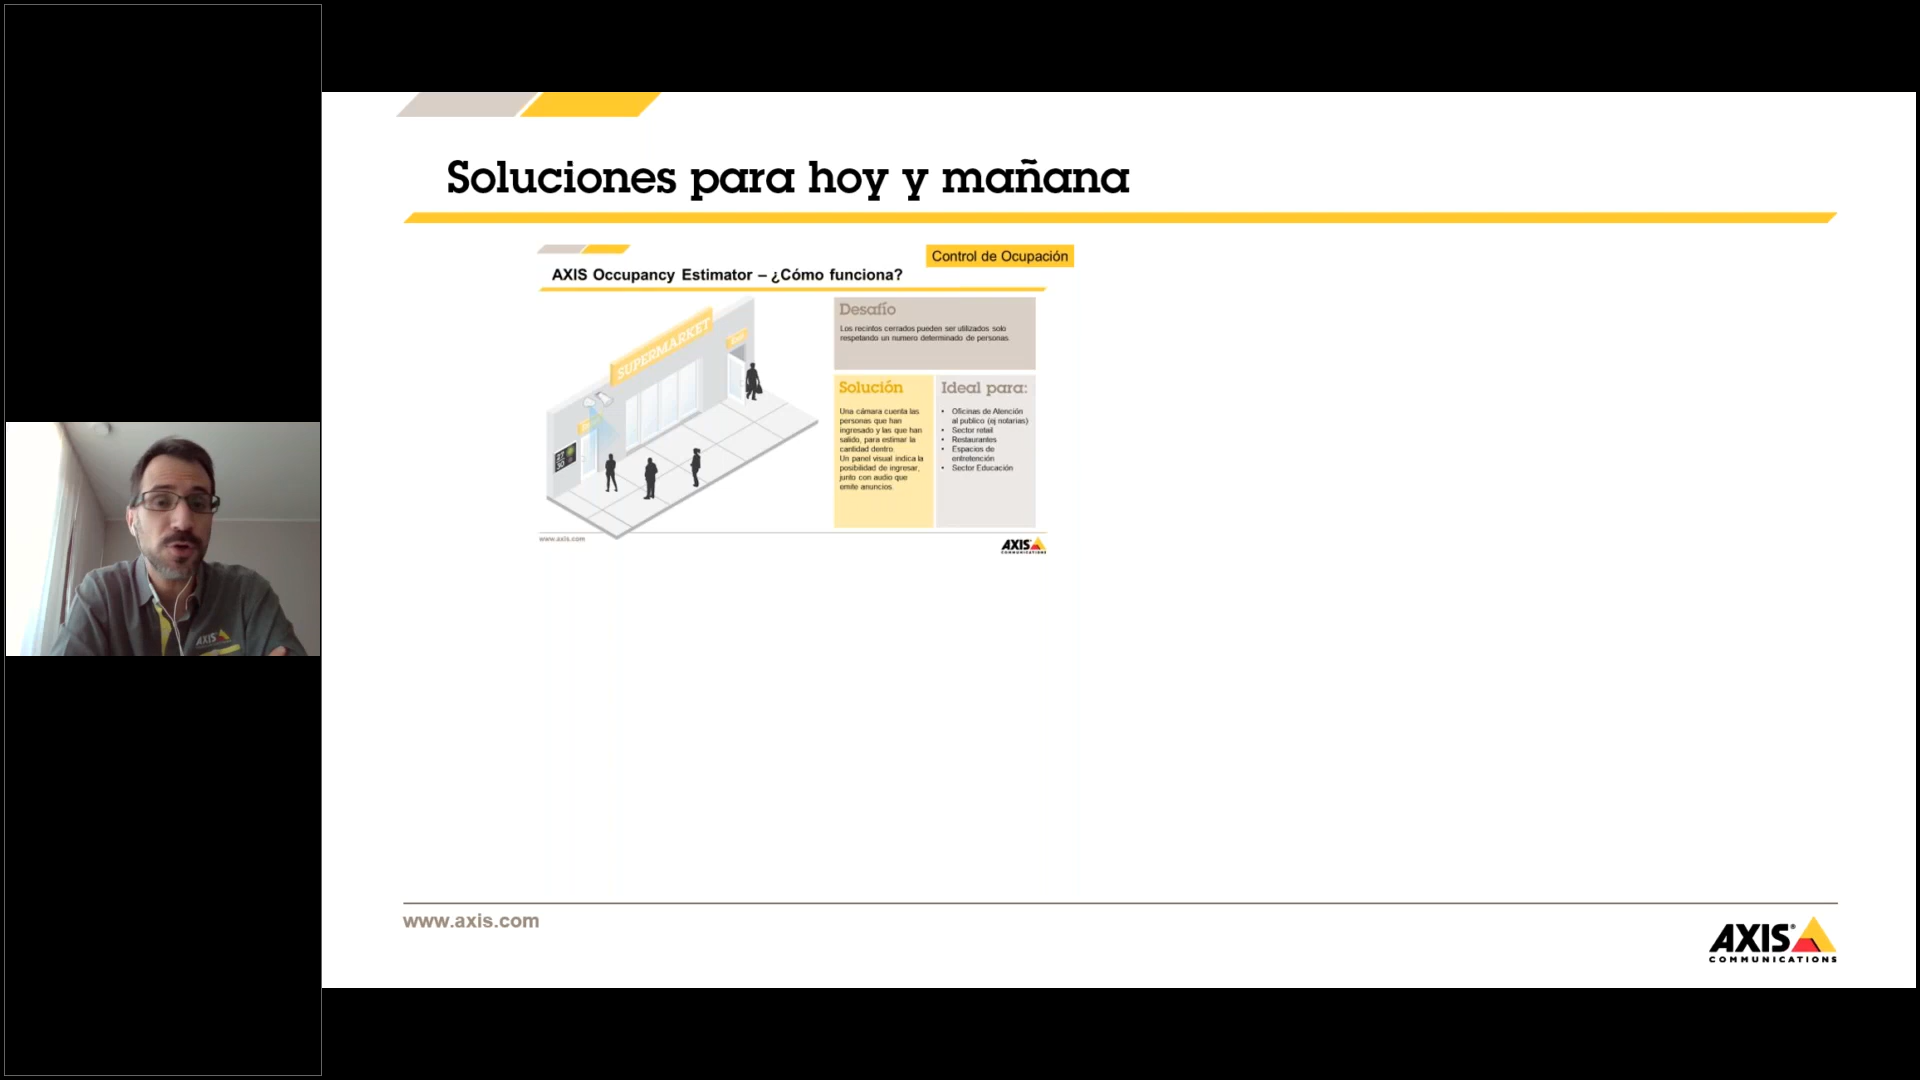 Soluciones para hoy y mañana
Control de Ocupación
AXIS Occupancy Estimator – ¿Cómo funciona?
SUPERMARKET
Desafío
Los recintos cerrados pueden ser utilizados solo
respetando un numero determinado de personas.
Solución
Una cámara cuenta las
personas que han
ingresado y las que han
salido, para estimar la
cantidad dentro.
Un panel visual indica la
posibilidad de ingresar,
junto con audio que
emite anuncios.
Ideal para:
• Oficinas de Atención
al publico (ej notarias)
• Sector retail
• Restaurantes
• Espacios de
entretención
• Sector Educación
www.axis.com
AXIS
COMMUNICATIONS
AXIS
www.axis.com
AXIS
COMMUNICATIONS